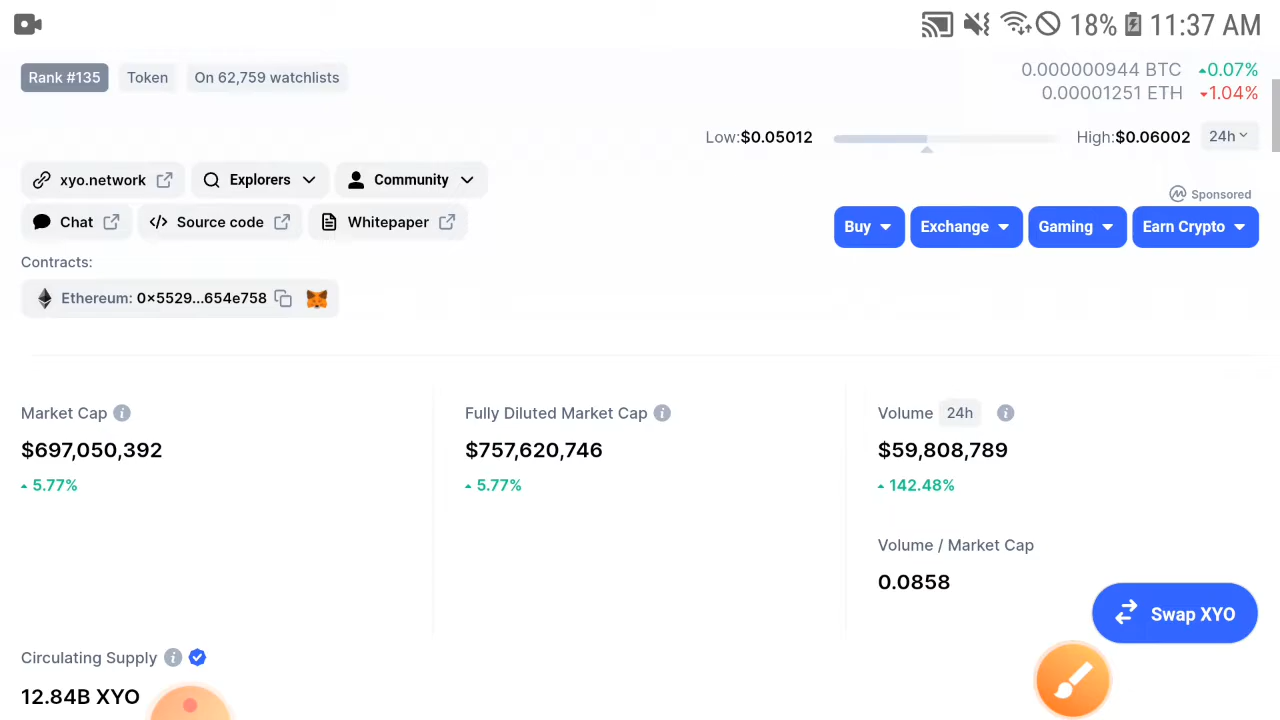 18% 11:37 AM
Rank #135 Token On 62,759 watchlists
0.000000944 BTC 0.07%
0.00001251 ETH 1.04%
Low:$0.05012 High:$0.06002 24h
xyo.network Explorers Community
Sponsored
Chat Source code Whitepaper
Buy Exchange Gaming Earn Crypto
Contracts:
Ethereum: 0x5529...654e758
Market Cap Fully Diluted Market Cap Volume 24h
$697,050,392 $757,620,746 $59,808,789
5.77% 5.77% 142.48%
Volume / Market Cap
0.0858
Swap XYO
Circulating Supply
12.84B XYO